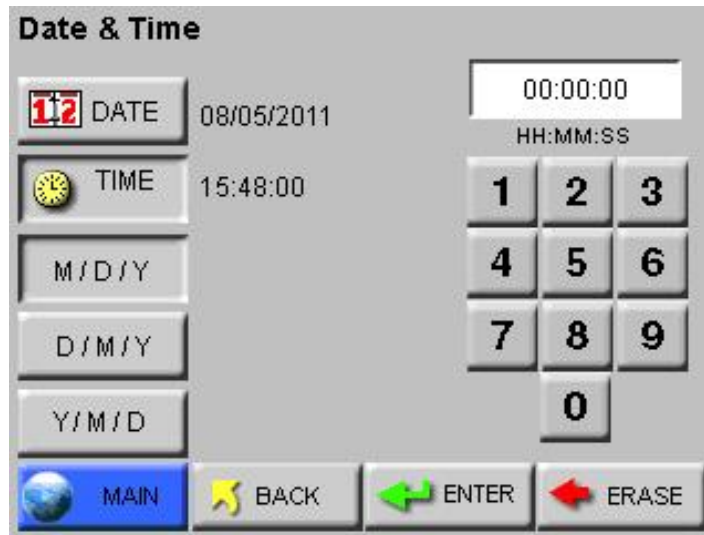 Date & Time
12 DATE
08/05/2011
00:00:00
HH:MM:SS
TIME
15:48:00
1 2 3
M/D/Y
4 5 6
D/M/Y
7 8 9
Y/M/D
0
MAIN
BACK
ENTER
ERASE